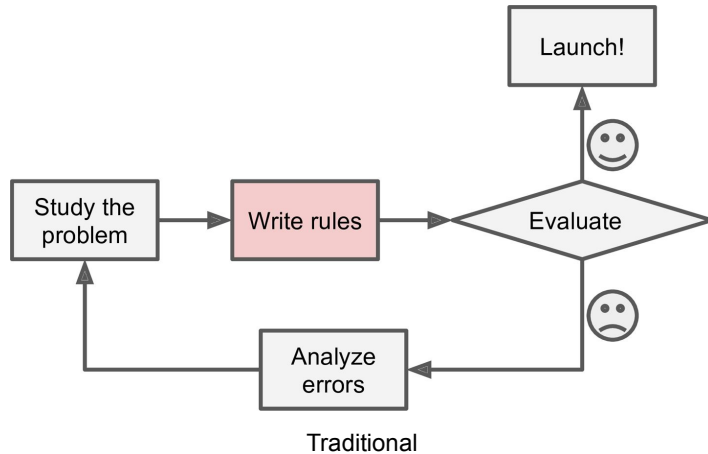 Launch!
Study the
problem
Write rules
Evaluate
Analyze
errors
Traditional